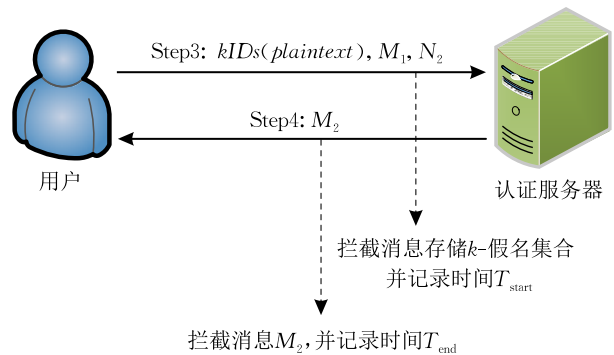 Step3: kIDs(plaintext), M₁, N₂
Step4: M₂
用户
认证服务器
拦截消息存储k-假名集合
并记录时间T_start
拦截消息M₂,并记录时间T_end